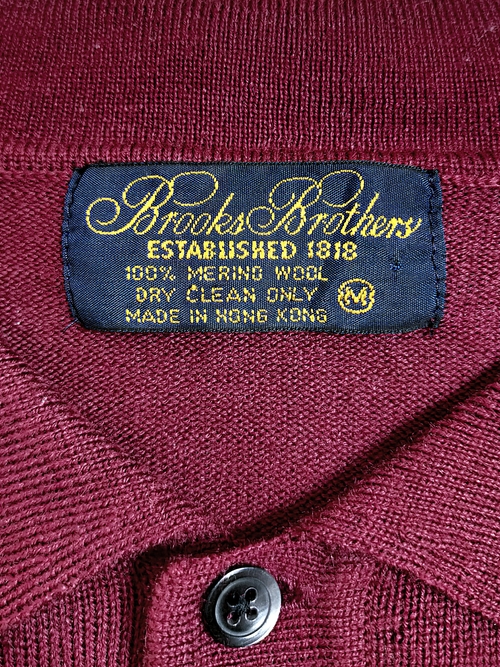 Brooks Brothers
ESTABLISHED 1818
100% MERINO WOOL
DRY CLEAN ONLY M
MADE IN HONG KONG